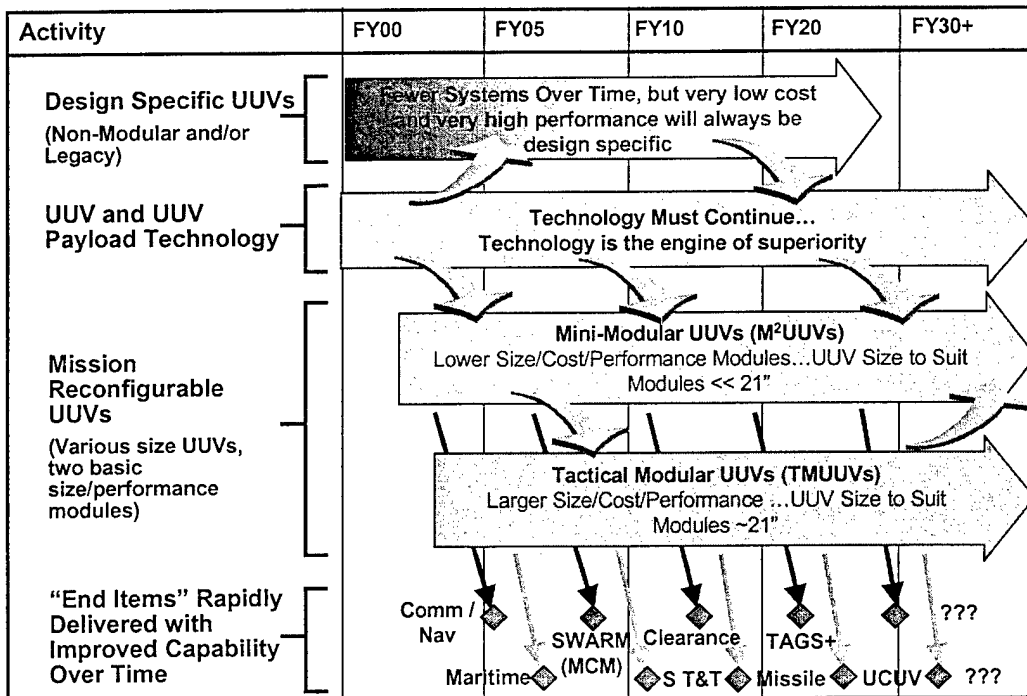 Activity
FY00
FY05
FY10
FY20
FY30+
Design Specific UUVs
(Non-Modular and/or
Legacy)
Fewer Systems Over Time, but very low cost
and very high performance will always be
design specific
UUV and UUV
Payload Technology
Technology Must Continue…
Technology is the engine of superiority
Mission
Reconfigurable
UUVs
(Various size UUVs,
two basic
size/performance
modules)
Mini-Modular UUVs (M²UUVs)
Lower Size/Cost/Performance Modules…UUV Size to Suit
Modules << 21"
Tactical Modular UUVs (TMUUVs)
Larger Size/Cost/Performance …UUV Size to Suit
Modules ~21"
"End Items" Rapidly
Delivered with
Improved Capability
Over Time
Comm /
Nav
SWARM
(MCM)
Clearance
TAGS+
???
Maritime
S T&T
Missile
UCUV
???